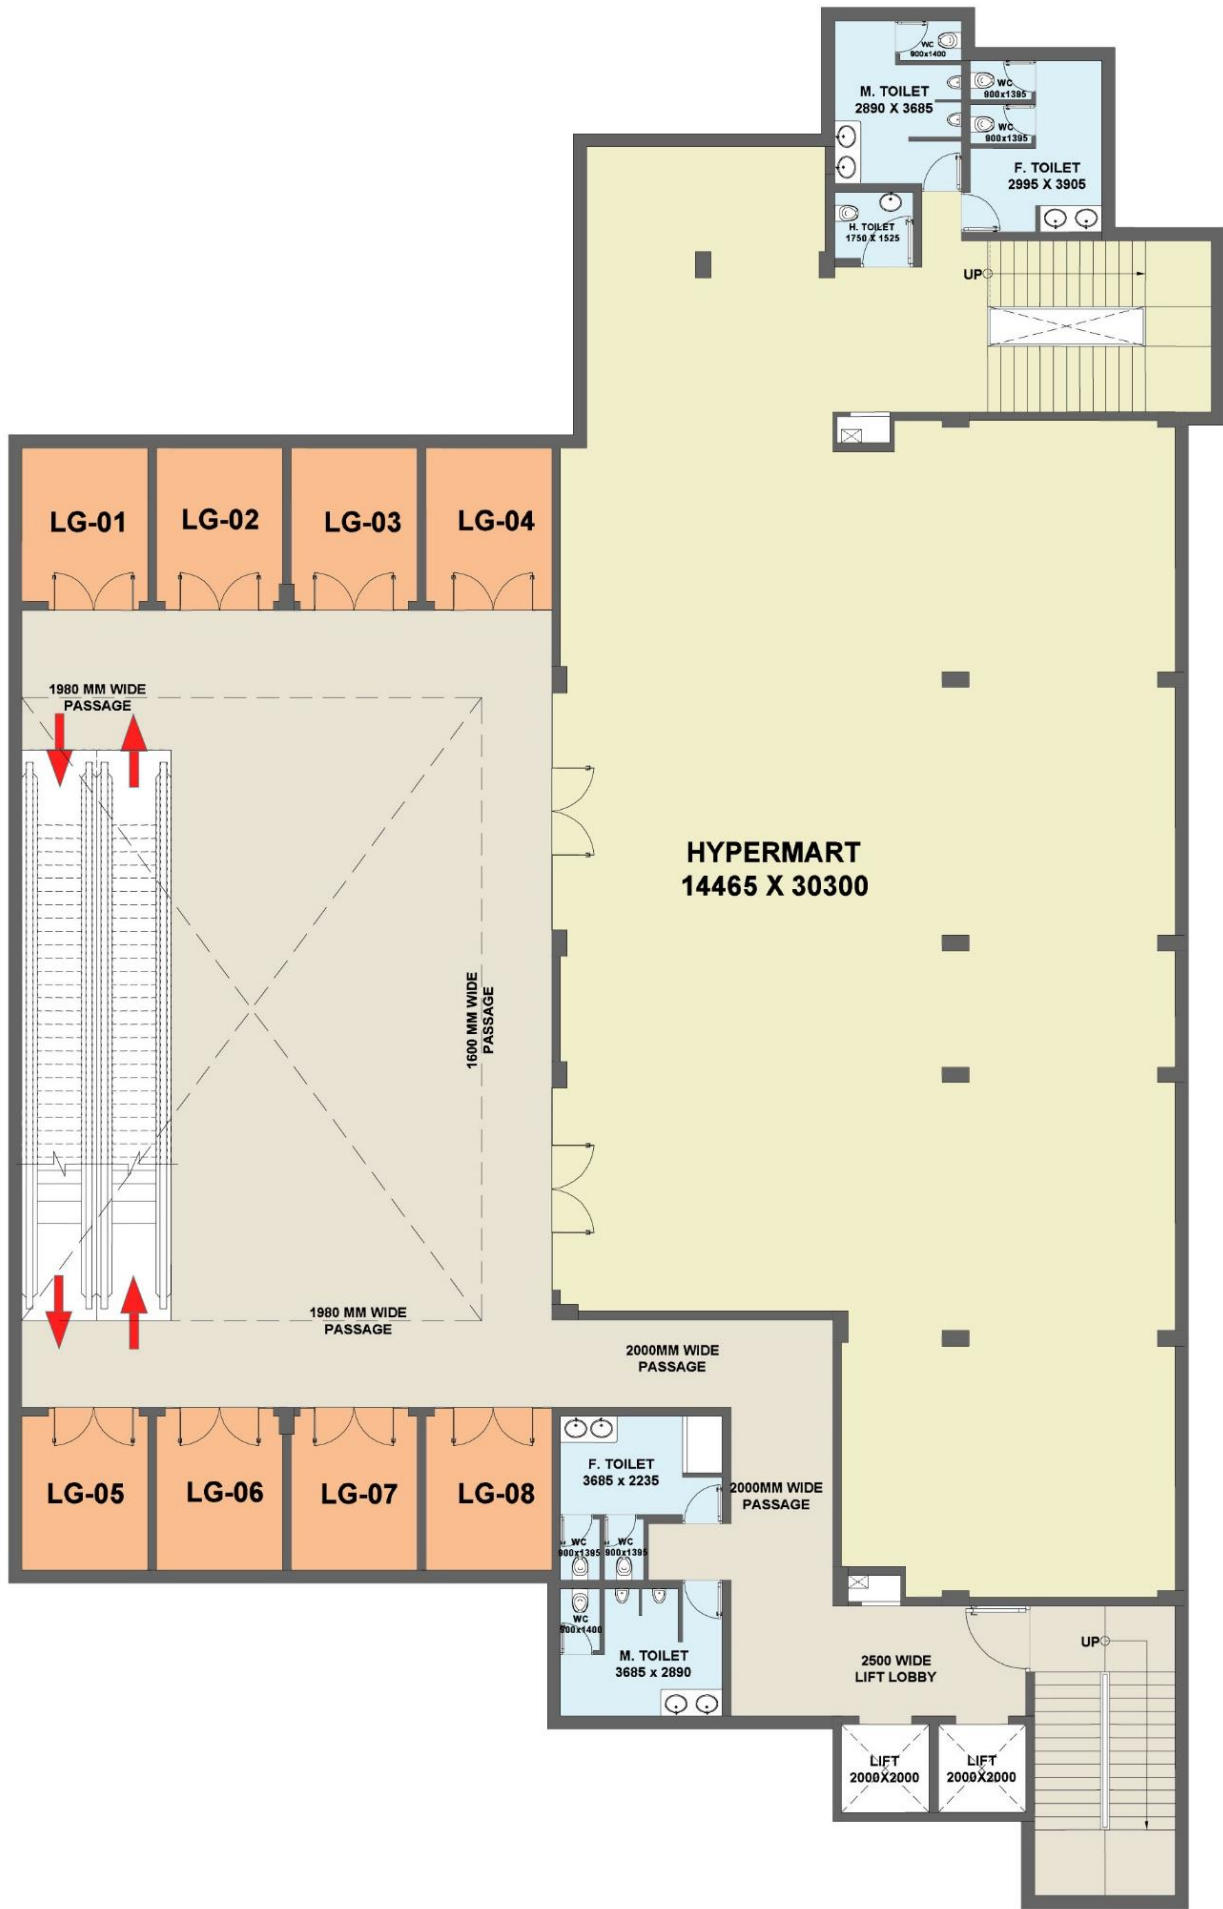 WC
900x1400
M. TOILET
2890 X 3685
WC
900x1395
WC
900x1395
F. TOILET
2995 X 3905
H. TOILET
1750 X 1525
UP
LG-01
LG-02
LG-03
LG-04
1980 MM WIDE
PASSAGE
HYPERMART
14465 X 30300
1600 MM WIDE
PASSAGE
1980 MM WIDE
PASSAGE
2000MM WIDE
PASSAGE
LG-05
LG-06
LG-07
LG-08
F. TOILET
3685 x 2235
2000MM WIDE
PASSAGE
WC
900x1395
WC
900x1395
WC
900x1400
M. TOILET
3685 x 2890
2500 WIDE
LIFT LOBBY
UP
LIFT
2000X2000
LIFT
2000X2000